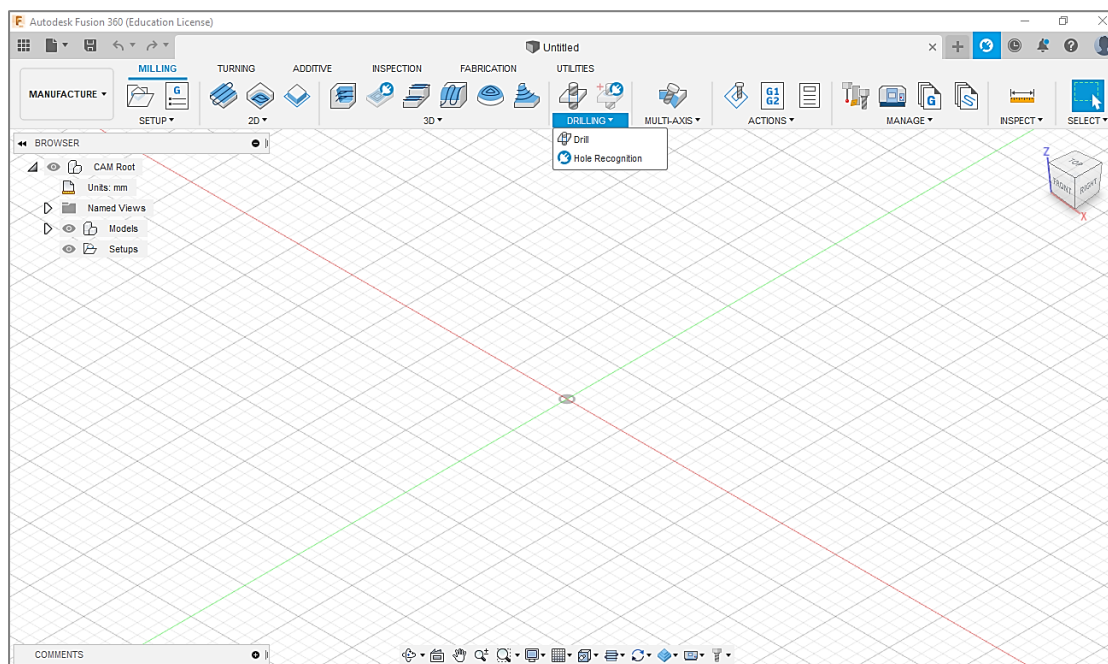 Autodesk Fusion 360 (Education License)
Untitled
MILLING TURNING ADDITIVE INSPECTION FABRICATION UTILITIES
MANUFACTURE
G
G1
G2
G
S
SETUP 2D 3D DRILLING MULTI-AXIS ACTIONS MANAGE INSPECT SELECT
Drill
Hole Recognition
BROWSER
CAM Root
Units: mm
Named Views
Models
Setups
Z
TOP
FRONT RIGHT
X
COMMENTS